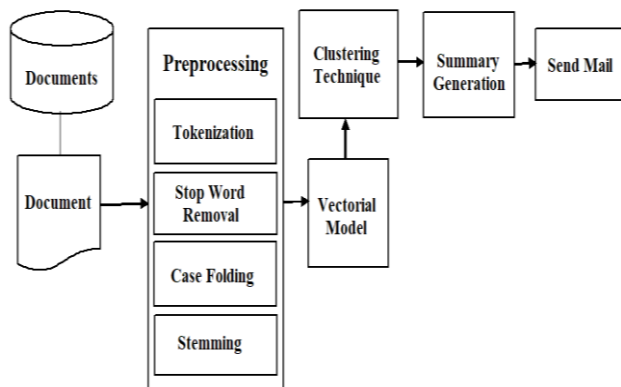 Documents
Document
Preprocessing
Tokenization
Stop Word
Removal
Case Folding
Stemming
Vectorial
Model
Clustering
Technique
Summary
Generation
Send Mail